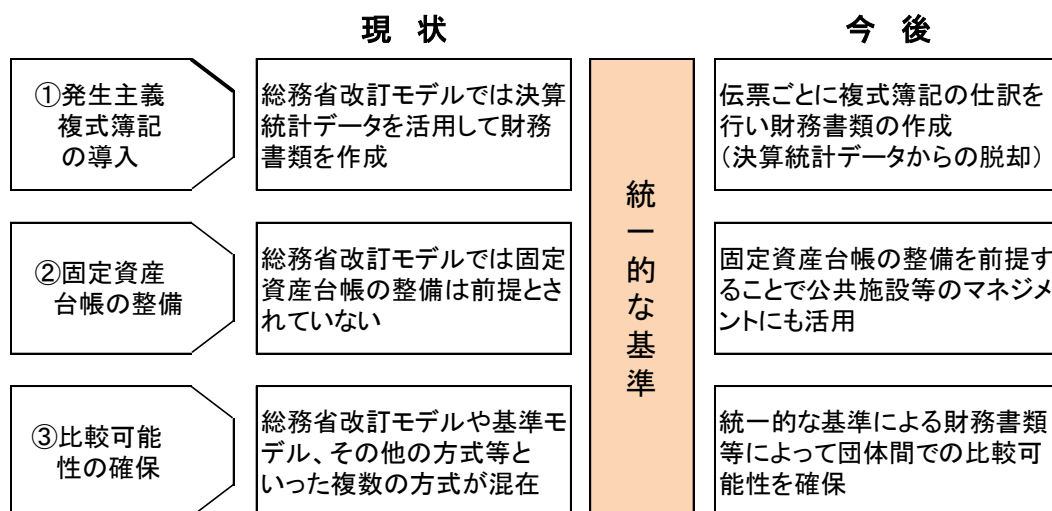 現 状
今 後
①発生主義
複式簿記
の導入
総務省改訂モデルでは決算
統計データを活用して財務
書類を作成
伝票ごとに複式簿記の仕訳を
行い財務書類の作成
（決算統計データからの脱却）
統一的な基準
②固定資産
台帳の整備
総務省改訂モデルでは固定
資産台帳の整備は前提とさ
れていない
固定資産台帳の整備を前提す
ることで公共施設等のマネジメ
ントにも活用
③比較可能
性の確保
総務省改訂モデルや基準モ
デル、その他の方式等と
いった複数の方式が混在
統一的な基準による財務書類
等によって団体間での比較可
能性を確保